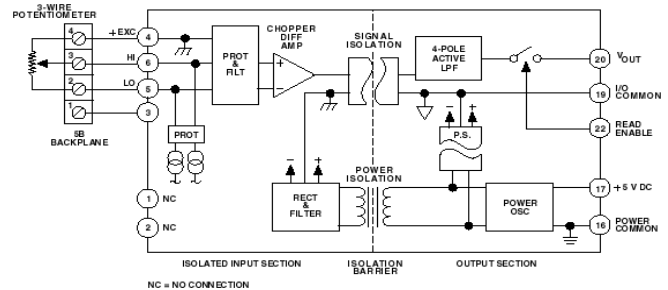 3-WIRE
POTENTIOMETER
4
3
2
1
5B
BACKPLANE
+EXC
4
HI
6
LO
5
3
1
NC
2
NC
PROT
&
FILT
PROT
CHOPPER
DIFF
AMP
+
−
SIGNAL
ISOLATION
4-POLE
ACTIVE
LPF
− +
P.S.
− +
RECT
&
FILTER
POWER
ISOLATION
POWER
OSC
20
VOUT
19
I/O
COMMON
22
READ
ENABLE
17
+5 V DC
16
POWER
COMMON
ISOLATED INPUT SECTION
ISOLATION
BARRIER
OUTPUT SECTION
NC = NO CONNECTION